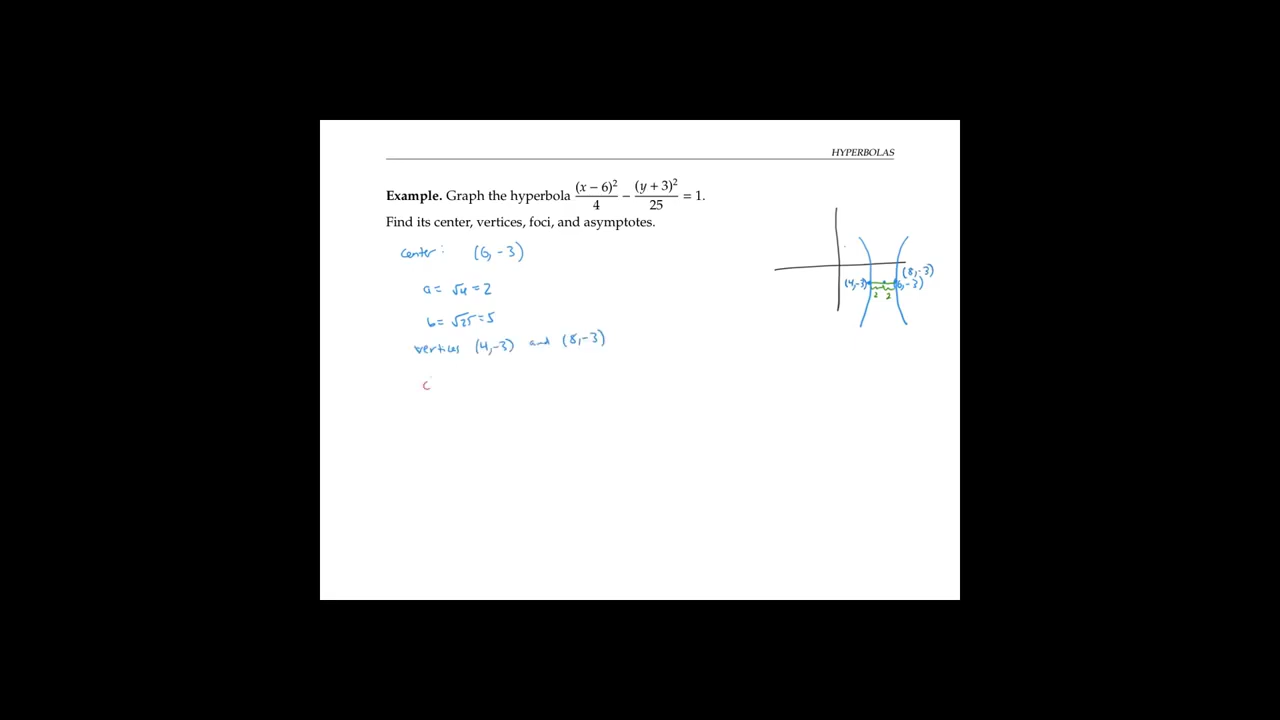 HYPERBOLAS
Example. Graph the hyperbola (x − 6)²/4 − (y + 3)²/25 = 1.
Find its center, vertices, foci, and asymptotes.
center: (6, -3)
a = √4 = 2
b = √25 = 5
vertices (4,-3) and (8,-3)
c
(8,-3)
(4,-3) (6,-3)
2 2